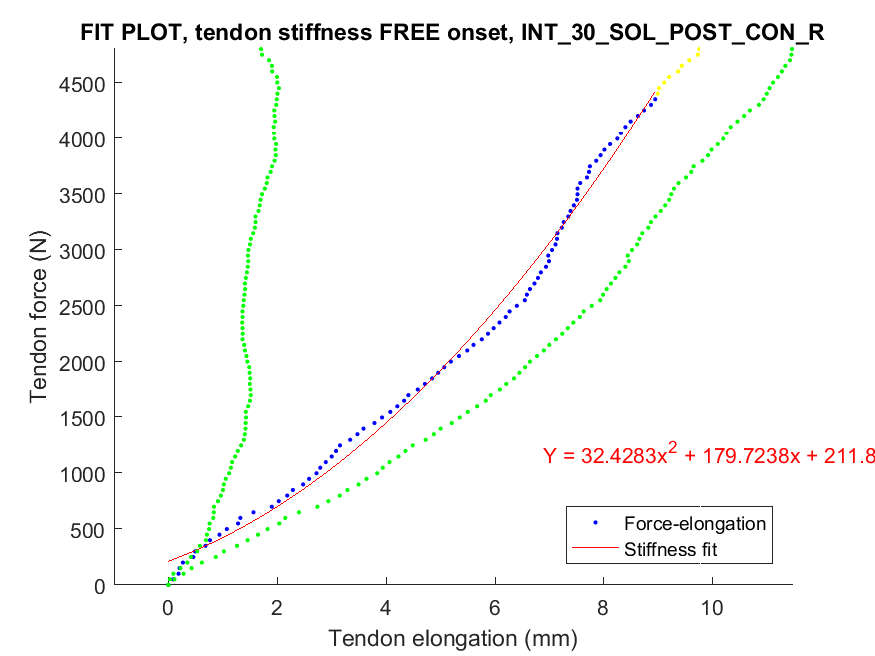 FIT PLOT, tendon stiffness FREE onset, INT_30_SOL_POST_CON_R
4500
4000
3500
3000
2500
2000
1500
1000
500
0
Tendon force (N)
Y = 32.4283x² + 179.7238x + 211.8
Force-elongation
Stiffness fit
0 2 4 6 8 10
Tendon elongation (mm)